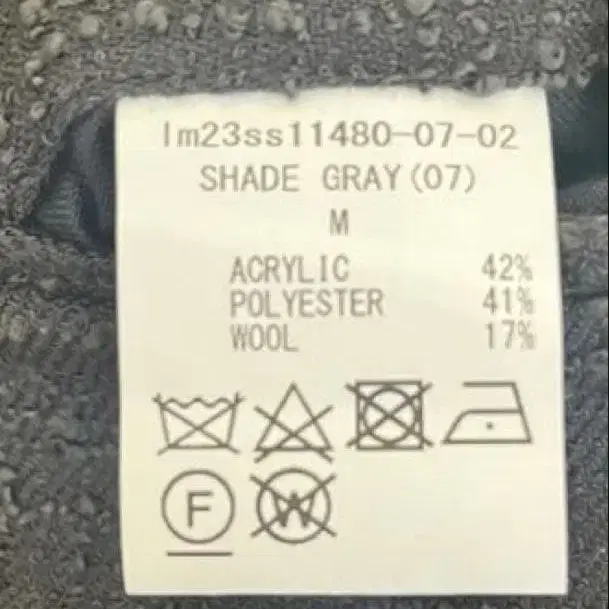 lm23ss11480-07-02
SHADE GRAY(07)
M
ACRYLIC 42%
POLYESTER 41%
WOOL 17%
F W